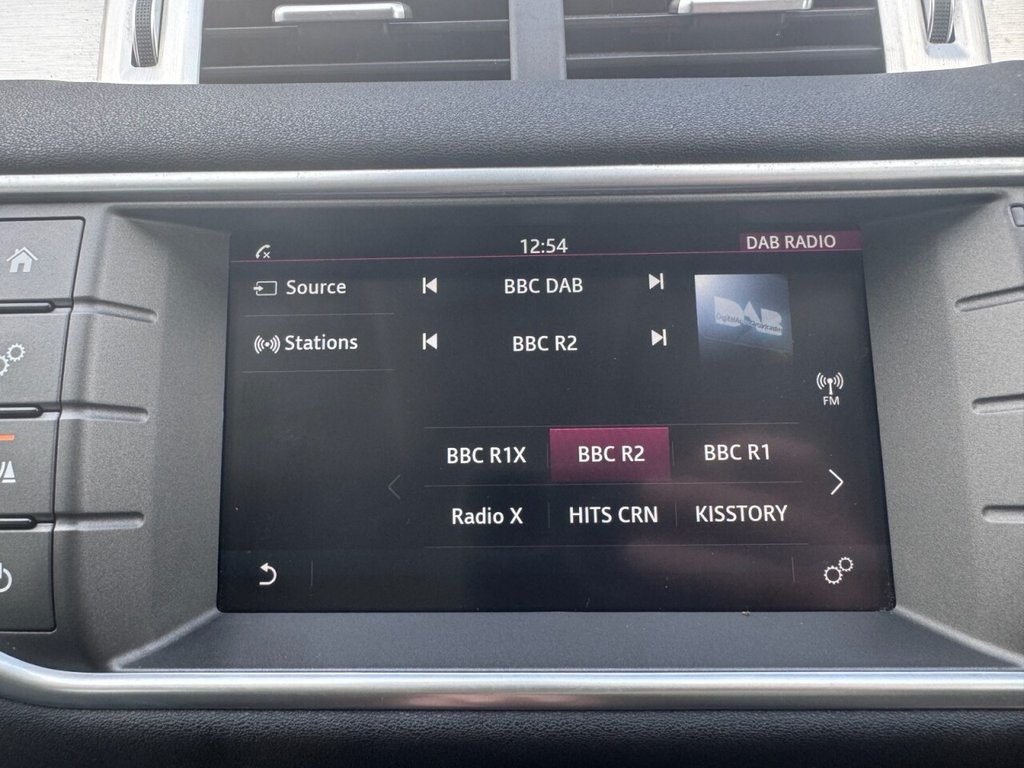 12:54
DAB RADIO
Source
BBC DAB
DAB
Stations
BBC R2
FM
BBC R1X
BBC R2
BBC R1
Radio X
HITS CRN
KISSTORY